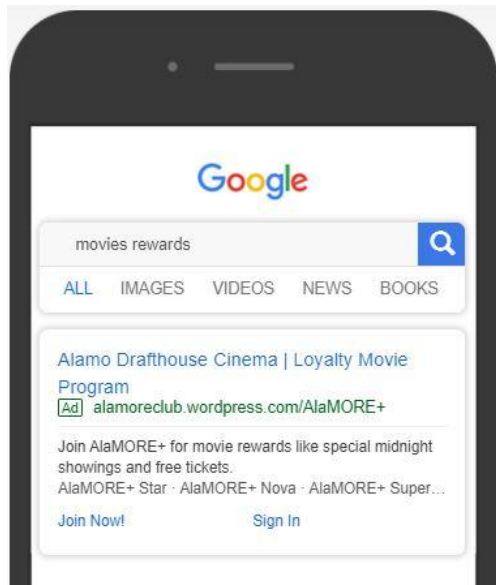 Google
movies rewards
ALL IMAGES VIDEOS NEWS BOOKS
Alamo Drafthouse Cinema | Loyalty Movie
Program
Ad alamoreclub.wordpress.com/AlaMORE+
Join AlaMORE+ for movie rewards like special midnight
showings and free tickets.
AlaMORE+ Star · AlaMORE+ Nova · AlaMORE+ Super...
Join Now! Sign In